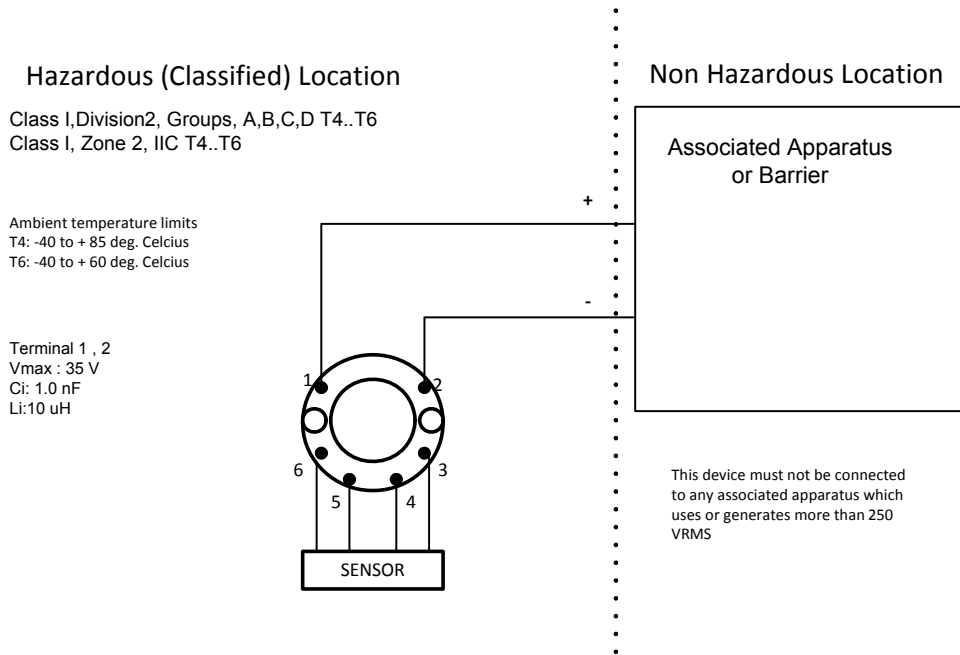 Hazardous (Classified) Location
Class I,Division2, Groups, A,B,C,D T4..T6
Class I, Zone 2, IIC T4..T6
Ambient temperature limits
T4: -40 to + 85 deg. Celcius
T6: -40 to + 60 deg. Celcius
Terminal 1 , 2
Vmax : 35 V
Ci: 1.0 nF
Li:10 uH
+
-
1
2
6
3
5
4
SENSOR
Non Hazardous Location
Associated Apparatus
or Barrier
This device must not be connected
to any associated apparatus which
uses or generates more than 250
VRMS